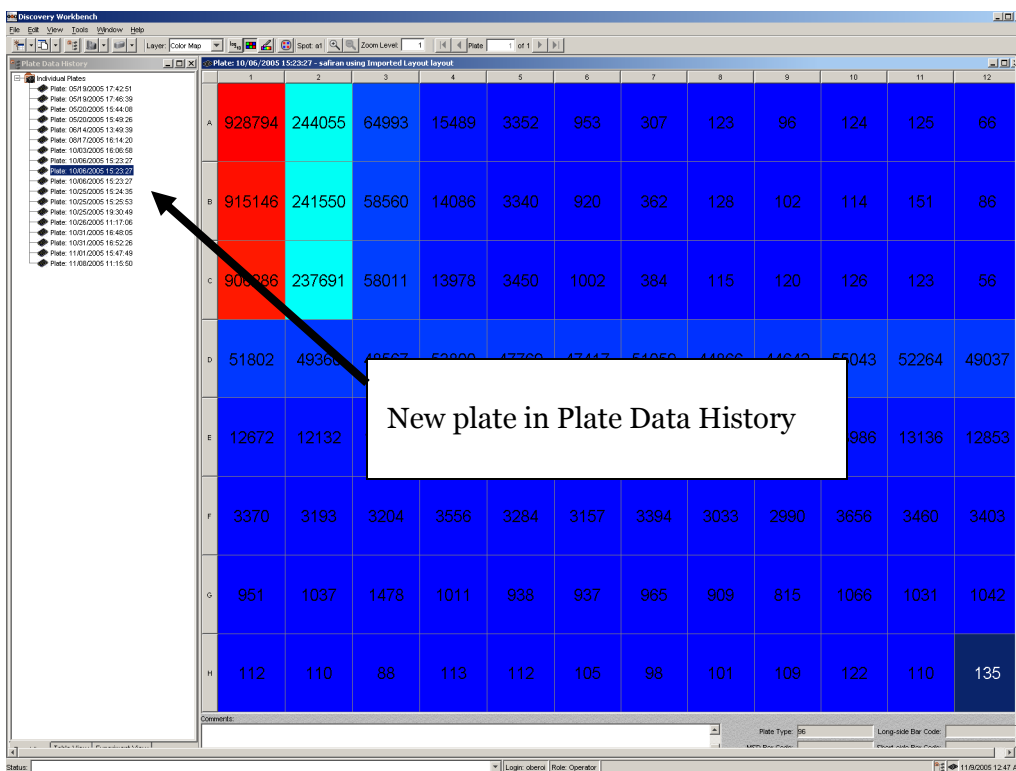 Discovery Workbench
File Edit View Tools Window Help
Layer: Color Map Spot: a1 Zoom Level: 1 Plate 1 of 1
Plate Data History
Individual Plates
Plate: 05/19/2005 17:42:51
Plate: 05/19/2005 17:46:39
Plate: 05/20/2005 15:44:08
Plate: 05/20/2005 15:49:26
Plate: 06/14/2005 13:49:39
Plate: 08/17/2005 16:14:20
Plate: 10/03/2005 16:06:58
Plate: 10/06/2005 15:23:27
Plate: 10/06/2005 15:23:27
Plate: 10/06/2005 15:23:27
Plate: 10/25/2005 15:24:35
Plate: 10/25/2005 15:25:53
Plate: 10/25/2005 19:30:49
Plate: 10/26/2005 11:17:06
Plate: 10/31/2005 16:48:05
Plate: 10/31/2005 16:52:26
Plate: 11/01/2005 15:47:49
Plate: 11/08/2005 11:15:50
Plate: 10/06/2005 15:23:27 - safiran using Imported Layout layout
1 2 3 4 5 6 7 8 9 10 11 12
A 928794 244055 64993 15489 3352 953 307 123 96 124 125 66
B 915146 241550 58560 14086 3340 920 362 128 102 114 151 86
C 237691 58011 13978 3450 1002 384 115 120 126 123 56
D 51802 52264 49037
New plate in Plate Data History
E 12672 12132 13136 12853
F 3370 3193 3204 3556 3284 3157 3394 3033 2990 3656 3460 3403
G 951 1037 1478 1011 938 937 965 909 815 1066 1031 1042
H 112 110 88 113 112 105 98 101 109 122 110 135
Comments:
Plate Type: 96 Long-side Bar Code:
Status: Login: oberoi Role: Operator 11/9/2005 12:47 A